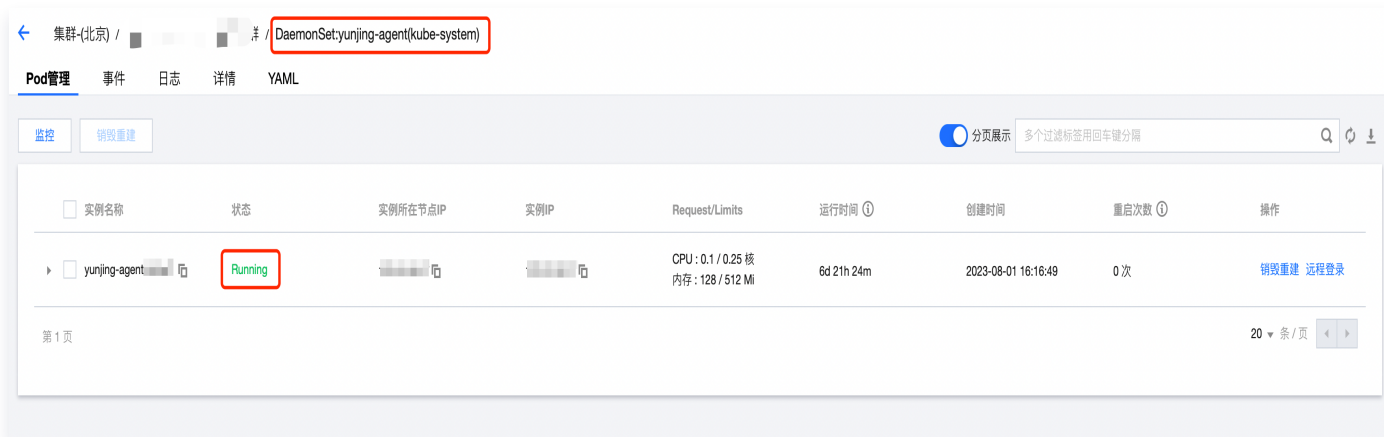 集群-(北京) / 群 / DaemonSet:yunjing-agent(kube-system)
Pod管理 事件 日志 详情 YAML
监控 销毁重建 分页展示 多个过滤标签用回车键分隔
实例名称 状态 实例所在节点IP 实例IP Request/Limits 运行时间 创建时间 重启次数 操作
yunjing-agent Running CPU : 0.1 / 0.25 核 6d 21h 24m 2023-08-01 16:16:49 0 次 销毁重建 远程登录
内存 : 128 / 512 Mi
第 1 页 20 条 / 页